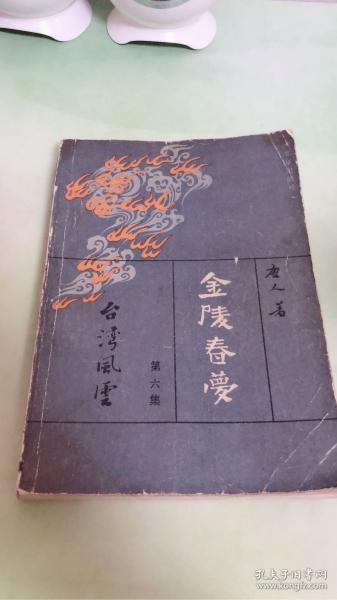 唐人著
金陵春夢
第六集
台灣風雲
孔夫子旧书网